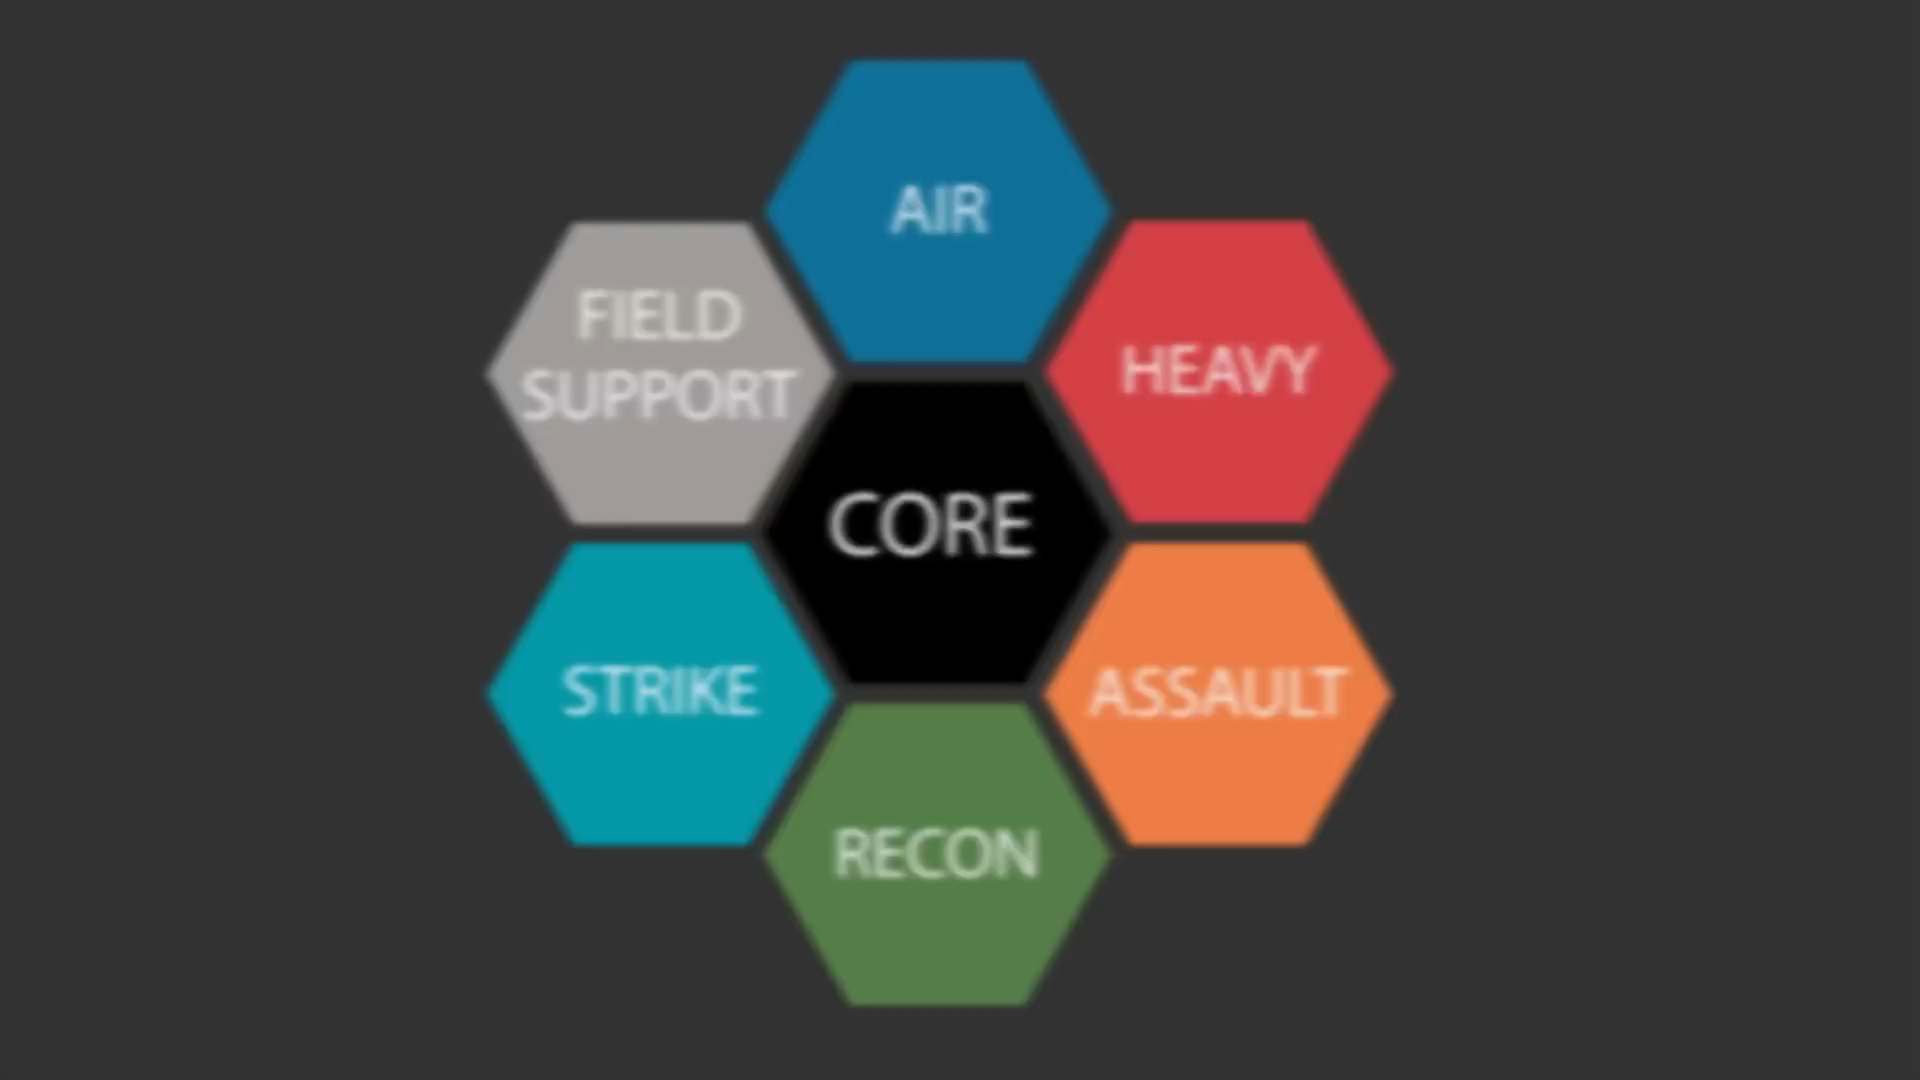 AIR
FIELD
SUPPORT
HEAVY
CORE
STRIKE
ASSAULT
RECON